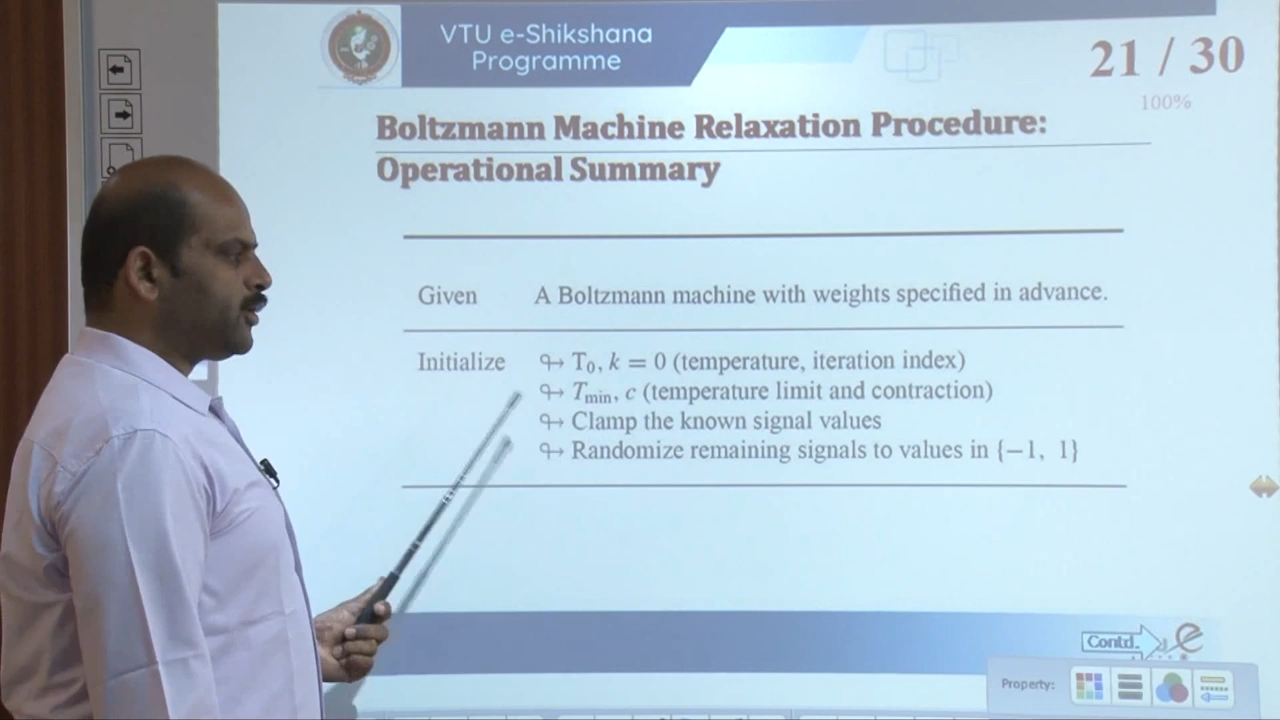 VTU e-Shikshana
Programme
21 / 30
100%
Boltzmann Machine Relaxation Procedure:
Operational Summary
Given A Boltzmann machine with weights specified in advance.
Initialize ↬ T₀, k = 0 (temperature, iteration index)
↬ Tmin, c (temperature limit and contraction)
↬ Clamp the known signal values
↬ Randomize remaining signals to values in {−1, 1}
Contd.
Property: